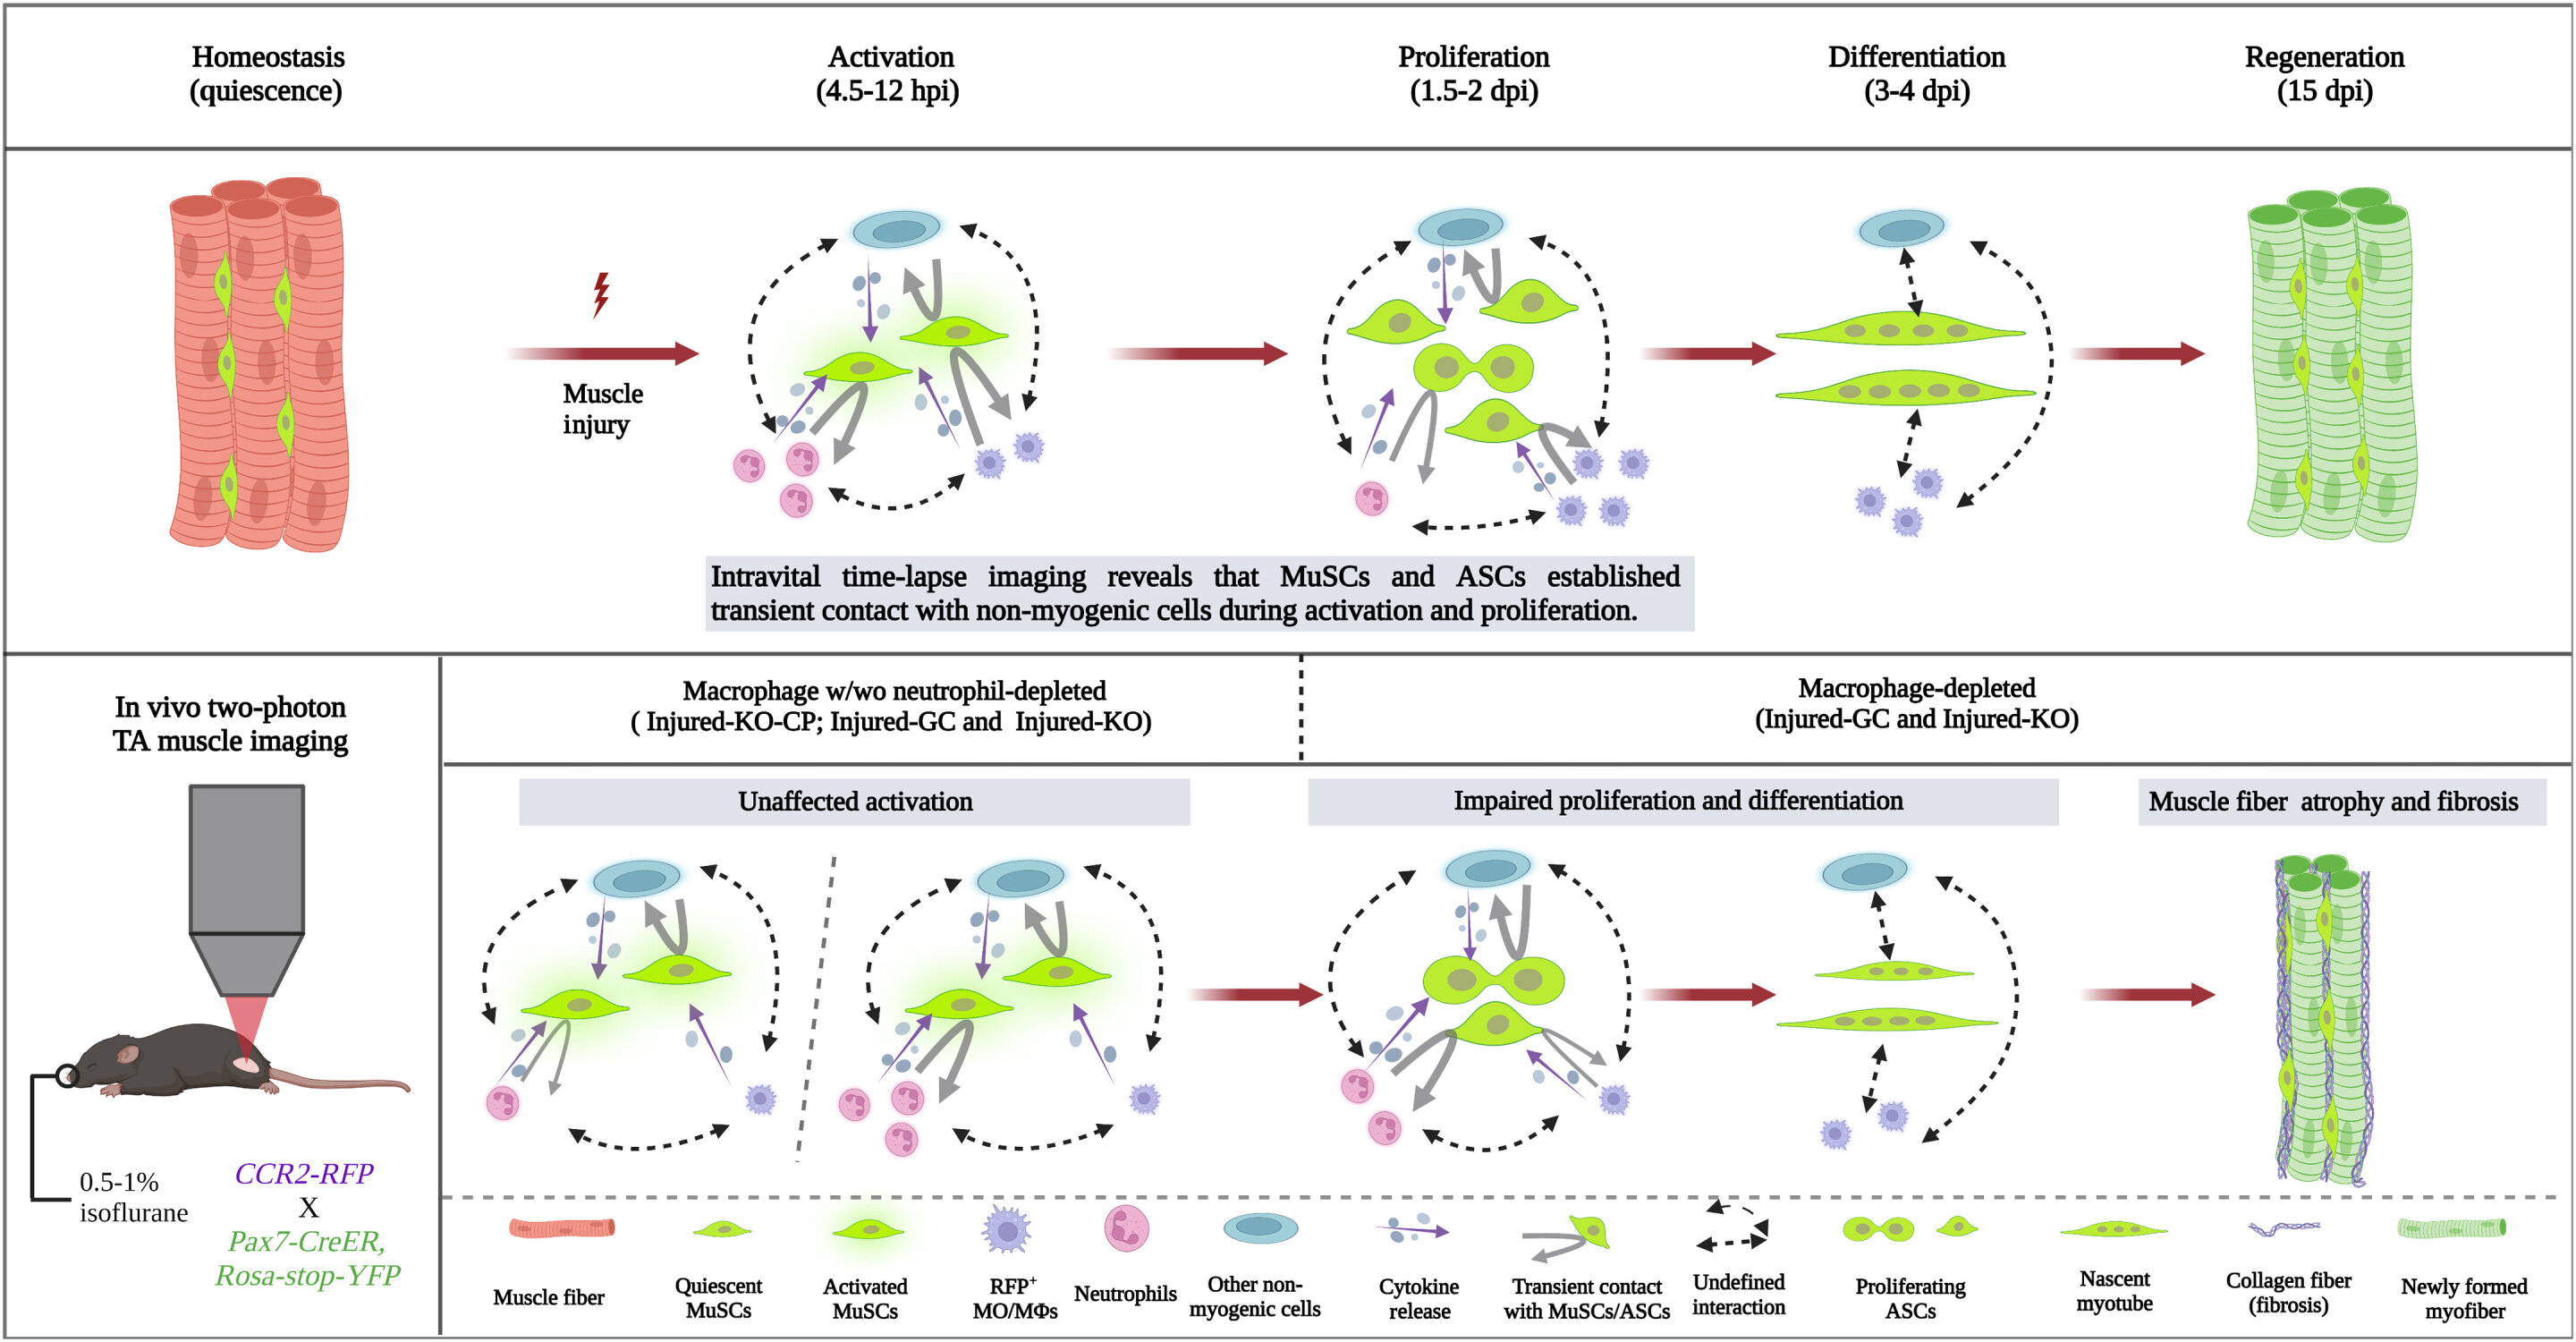 Homeostasis
(quiescence)
Activation
(4.5-12 hpi)
Proliferation
(1.5-2 dpi)
Differentiation
(3-4 dpi)
Regeneration
(15 dpi)
Muscle
injury
Intravital time-lapse imaging reveals that MuSCs and ASCs established
transient contact with non-myogenic cells during activation and proliferation.
In vivo two-photon
TA muscle imaging
0.5-1%
isoflurane
CCR2-RFP
X
Pax7-CreER,
Rosa-stop-YFP
Macrophage w/wo neutrophil-depleted
( Injured-KO-CP; Injured-GC and Injured-KO)
Macrophage-depleted
(Injured-GC and Injured-KO)
Unaffected activation
Impaired proliferation and differentiation
Muscle fiber atrophy and fibrosis
Muscle fiber
Quiescent
MuSCs
Activated
MuSCs
RFP+
MO/MΦs
Neutrophils
Other non-
myogenic cells
Cytokine
release
Transient contact
with MuSCs/ASCs
Undefined
interaction
Proliferating
ASCs
Nascent
myotube
Collagen fiber
(fibrosis)
Newly formed
myofiber